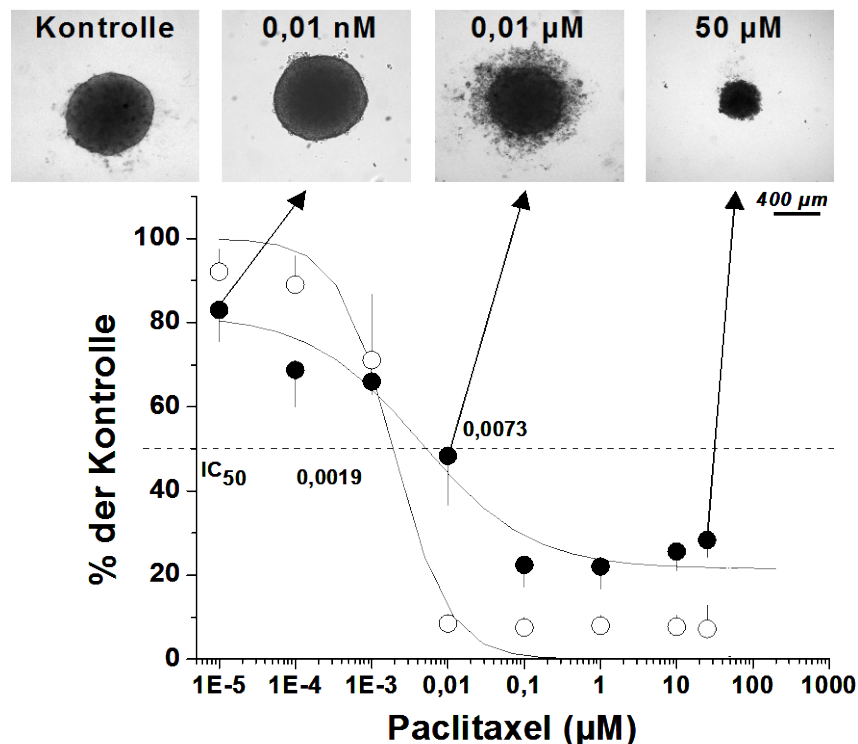 Kontrolle 0,01 nM 0,01 µM 50 µM
400 µm
100
80
60
40
20
0
% der Kontrolle
0,0073
IC50 0,0019
1E-5 1E-4 1E-3 0,01 0,1 1 10 100 1000
Paclitaxel (µM)